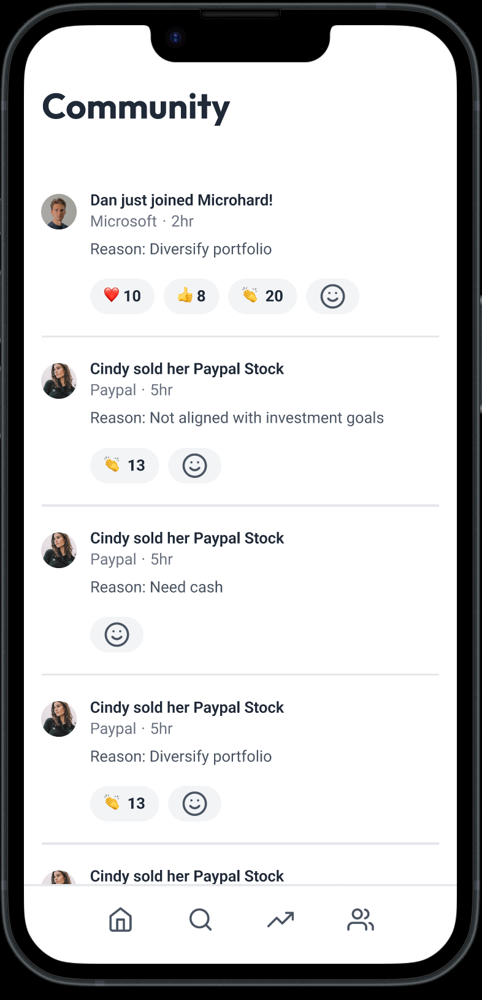 Community
Dan just joined Microhard!
Microsoft · 2hr
Reason: Diversify portfolio
❤️ 10 👍 8 👏 20
Cindy sold her Paypal Stock
Paypal · 5hr
Reason: Not aligned with investment goals
👏 13
Cindy sold her Paypal Stock
Paypal · 5hr
Reason: Need cash
Cindy sold her Paypal Stock
Paypal · 5hr
Reason: Diversify portfolio
👏 13
Cindy sold her Paypal Stock